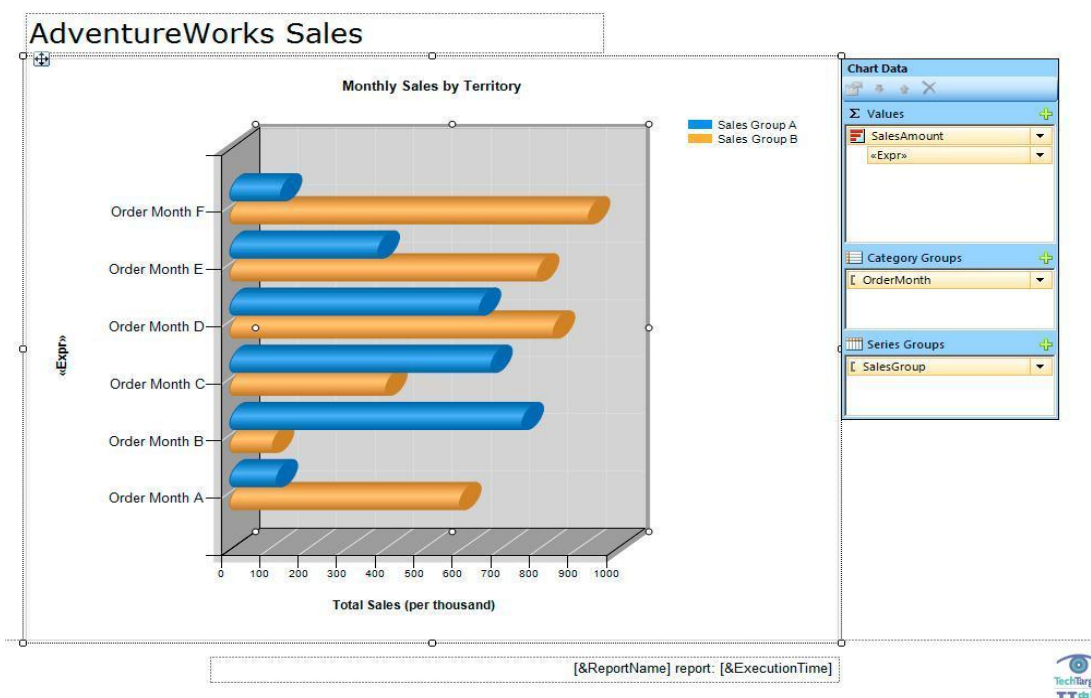 AdventureWorks Sales
Monthly Sales by Territory
Sales Group A
Sales Group B
Order Month F
Order Month E
Order Month D
Order Month C
Order Month B
Order Month A
«Expr»
0 100 200 300 400 500 600 700 800 900 1000
Total Sales (per thousand)
Chart Data
Σ Values
SalesAmount
«Expr»
Category Groups
[ OrderMonth
Series Groups
[ SalesGroup
[&ReportName] report: [&ExecutionTime]